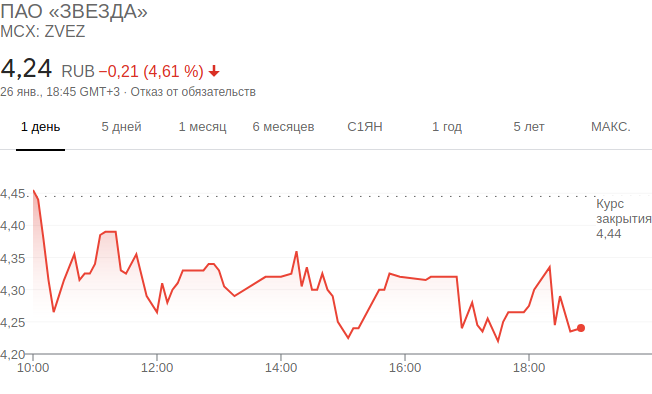 ПАО «ЗВЕЗДА»
MCX: ZVEZ
4,24 RUB −0,21 (4,61 %)
26 янв., 18:45 GMT+3 · Отказ от обязательств
1 день 5 дней 1 месяц 6 месяцев С1ЯН 1 год 5 лет МАКС.
4,45
Курс
закрытия
4,44
4,40
4,35
4,30
4,25
4,20
10:00 12:00 14:00 16:00 18:00